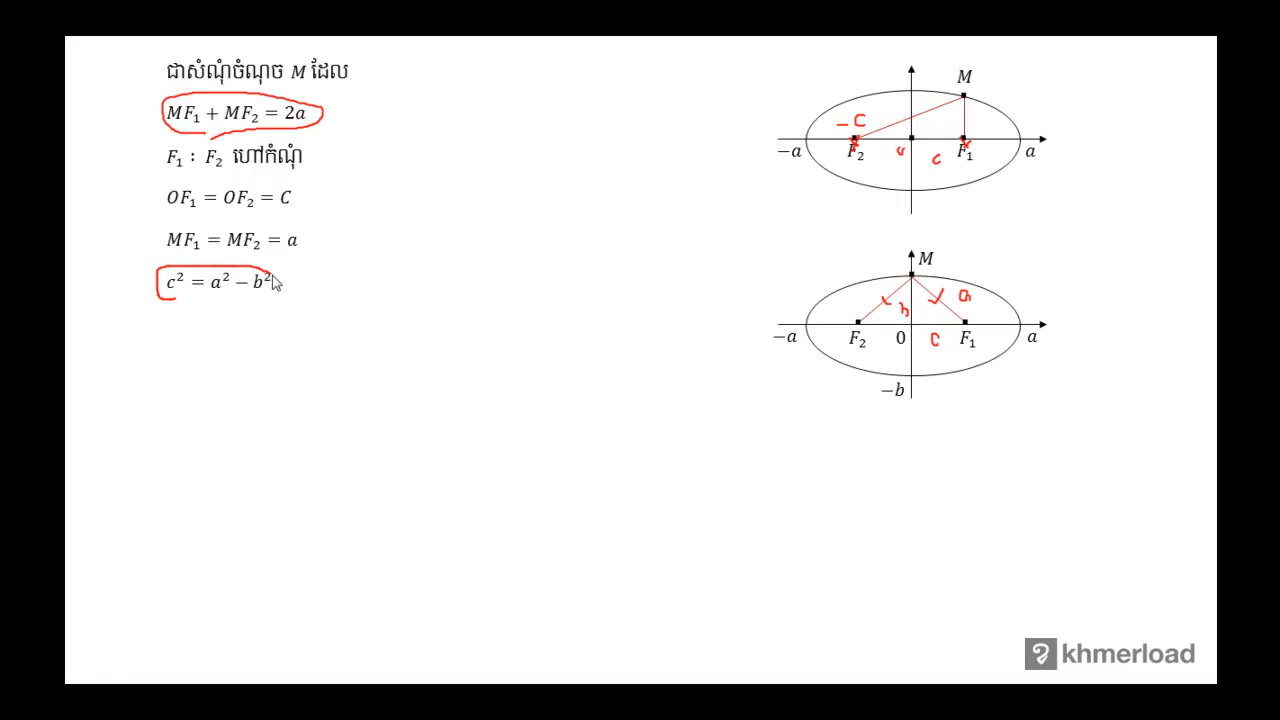 ជាសំណុំចំណុច M ដែល
MF₁ + MF₂ = 2a
F₁ : F₂ ហៅកំណុំ
OF₁ = OF₂ = C
MF₁ = MF₂ = a
c² = a² − b²
M
− C
−a F₂ o c F₁ a
M
b a
−a F₂ 0 c F₁ a
−b
khmerload